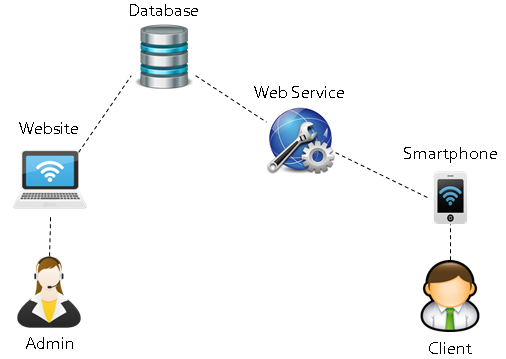 Database
Web Service
Website
Smartphone
Admin
Client